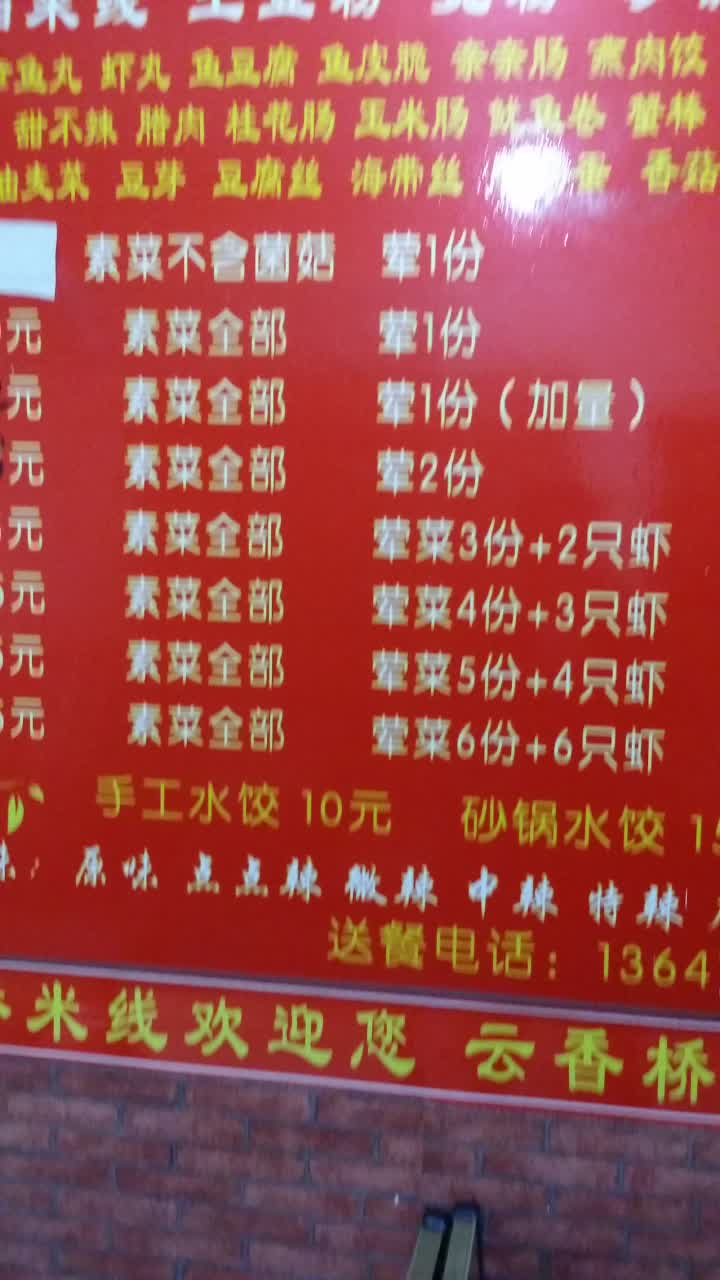 鱼丸 虾丸 鱼豆腐 鱼皮脆 亲亲肠 燕肉饺
甜不辣 腊肉 桂花肠 玉米肠 鱿鱼卷 蟹棒
油麦菜 豆芽 豆腐丝 海带丝 蛋 香菇
素菜不含菌菇 荤1份
元 素菜全部 荤1份
元 素菜全部 荤1份（加量）
元 素菜全部 荤2份
元 素菜全部 荤菜3份+2只虾
元 素菜全部 荤菜4份+3只虾
元 素菜全部 荤菜5份+4只虾
元 素菜全部 荤菜6份+6只虾
手工水饺 10元 砂锅水饺
味： 原味 点点辣 微辣 中辣 特辣
送餐电话：1364
米线欢迎您 云香桥